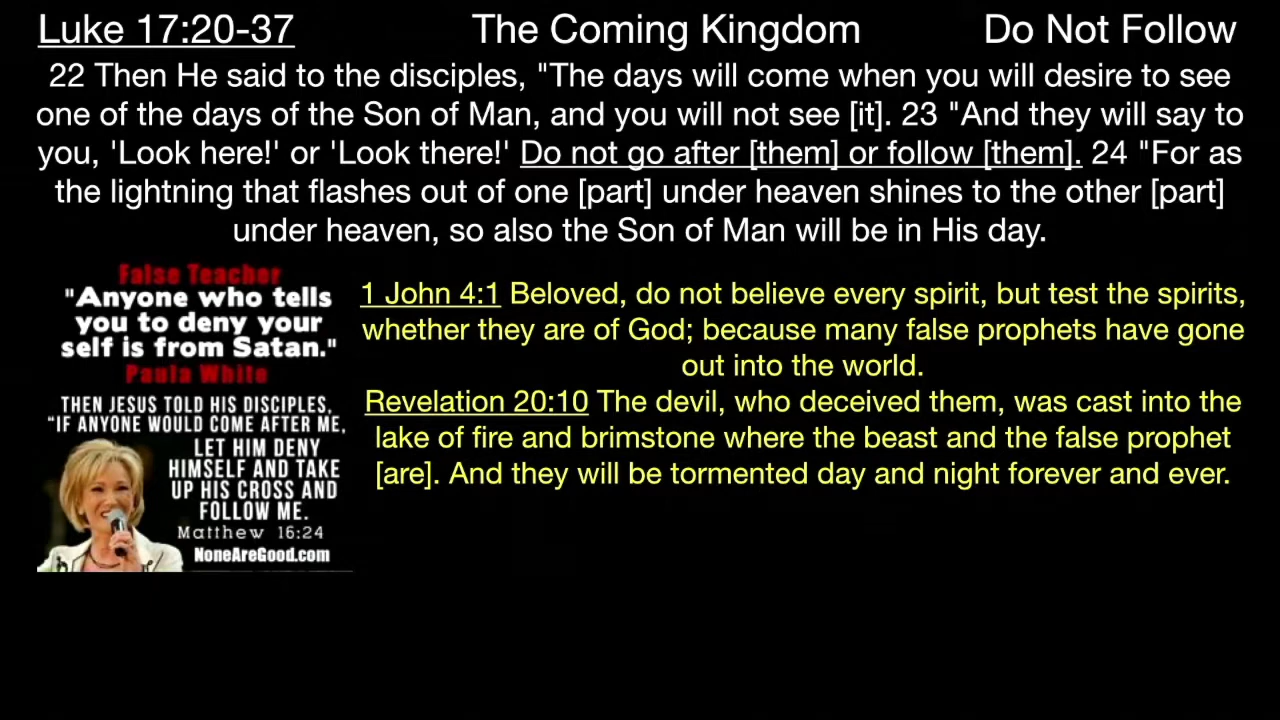 Luke 17:20-37 The Coming Kingdom Do Not Follow
22 Then He said to the disciples, "The days will come when you will desire to see
one of the days of the Son of Man, and you will not see [it]. 23 "And they will say to
you, 'Look here!' or 'Look there!' Do not go after [them] or follow [them]. 24 "For as
the lightning that flashes out of one [part] under heaven shines to the other [part]
under heaven, so also the Son of Man will be in His day.
False Teacher
"Anyone who tells
you to deny your
self is from Satan."
Paula White
THEN JESUS TOLD HIS DISCIPLES,
"IF ANYONE WOULD COME AFTER ME,
LET HIM DENY
HIMSELF AND TAKE
UP HIS CROSS AND
FOLLOW ME.
Matthew 16:24
NoneAreGood.com
1 John 4:1 Beloved, do not believe every spirit, but test the spirits,
whether they are of God; because many false prophets have gone
out into the world.
Revelation 20:10 The devil, who deceived them, was cast into the
lake of fire and brimstone where the beast and the false prophet
[are]. And they will be tormented day and night forever and ever.